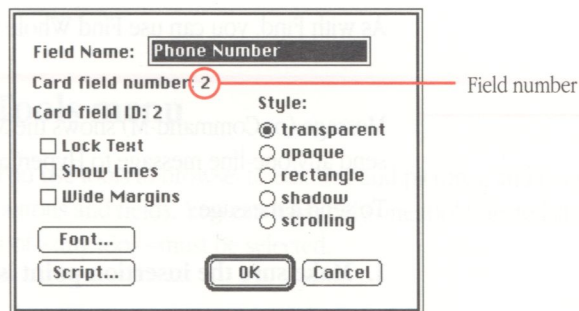 Field Name: Phone Number
Card field number: 2
Field number
Card field ID: 2
Style:
transparent
Lock Text
opaque
Show Lines
rectangle
Wide Margins
shadow
scrolling
Font...
Script...
OK
Cancel